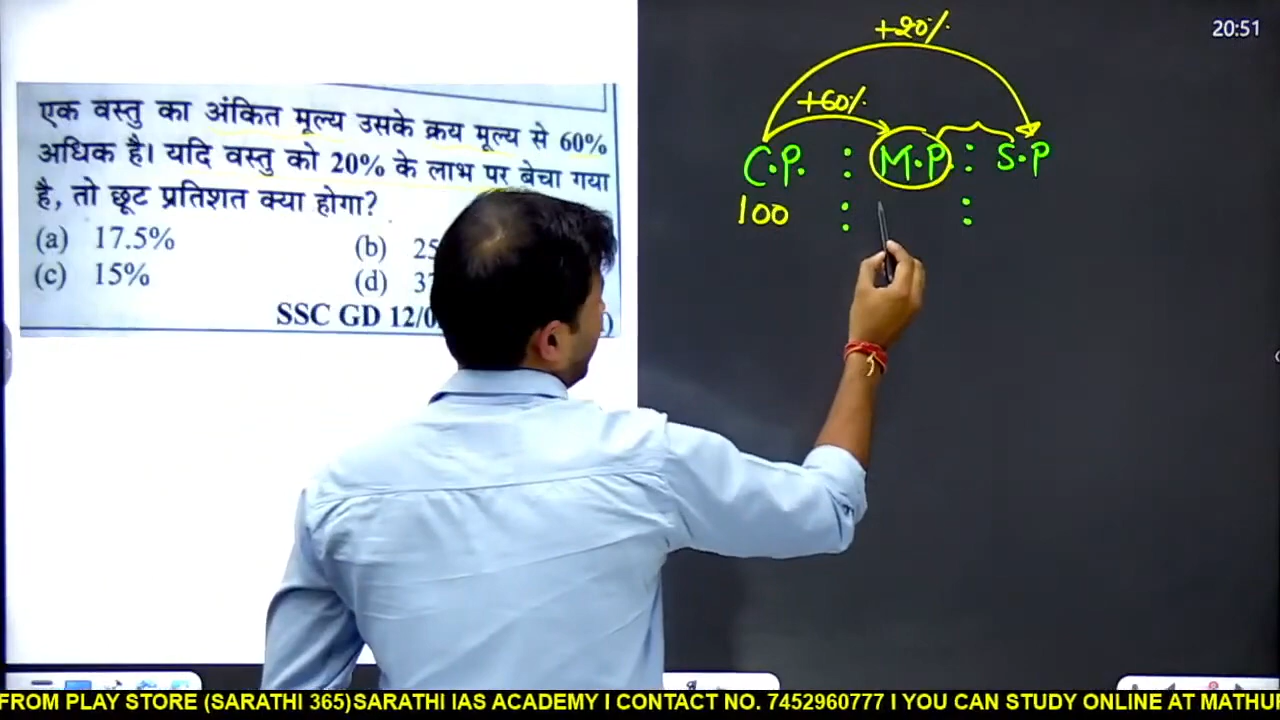 20:51
एक वस्तु का अंकित मूल्य उसके क्रय मूल्य से 60%
अधिक है। यदि वस्तु को 20% के लाभ पर बेचा गया
है, तो छूट प्रतिशत क्या होगा?
(a) 17.5% (b) 25
(c) 15% (d) 3
SSC GD 12/0
+20%
+60%
C.P. : M.P. : S.P
100 : :
FROM PLAY STORE (SARATHI 365)SARATHI IAS ACADEMY I CONTACT NO. 7452960777 I YOU CAN STUDY ONLINE AT MATHU